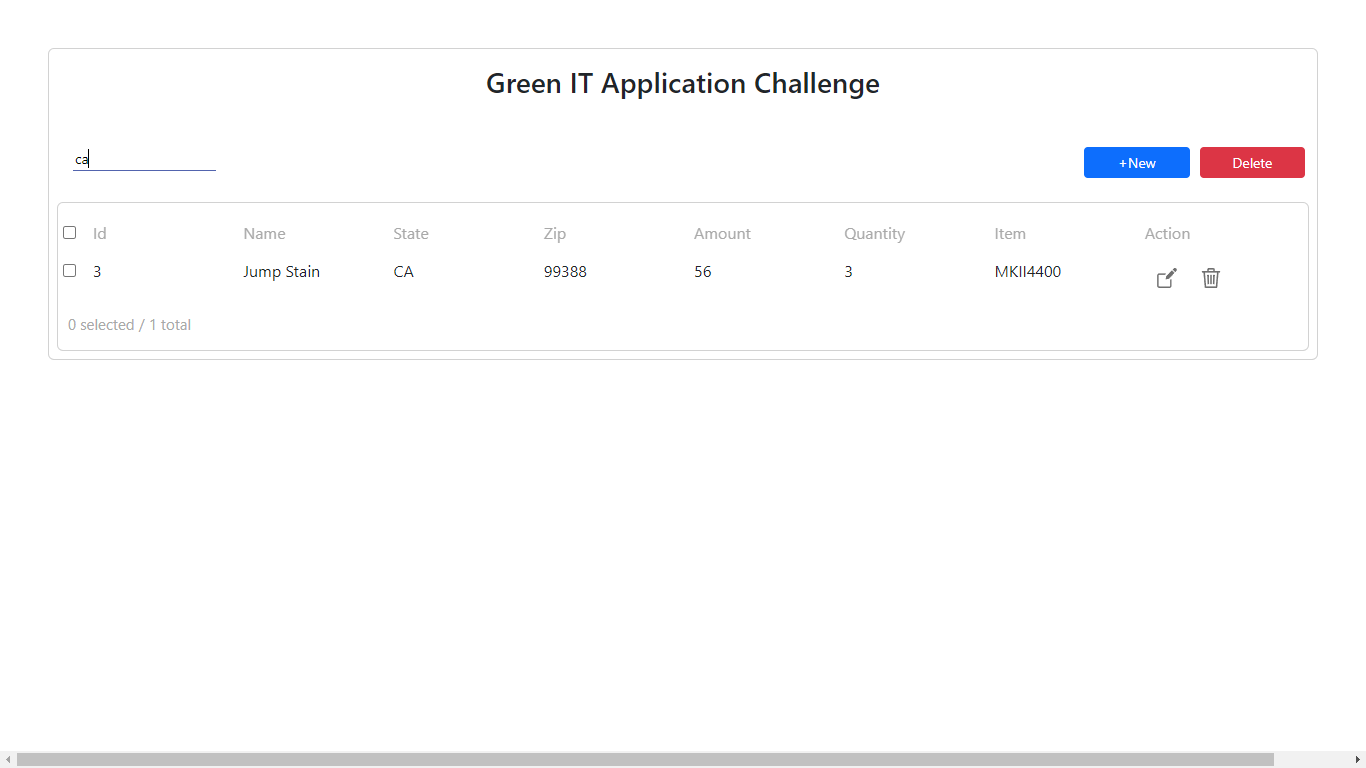 Green IT Application Challenge
ca
+New Delete
Id Name State Zip Amount Quantity Item Action
3 Jump Stain CA 99388 56 3 MKII4400
0 selected / 1 total